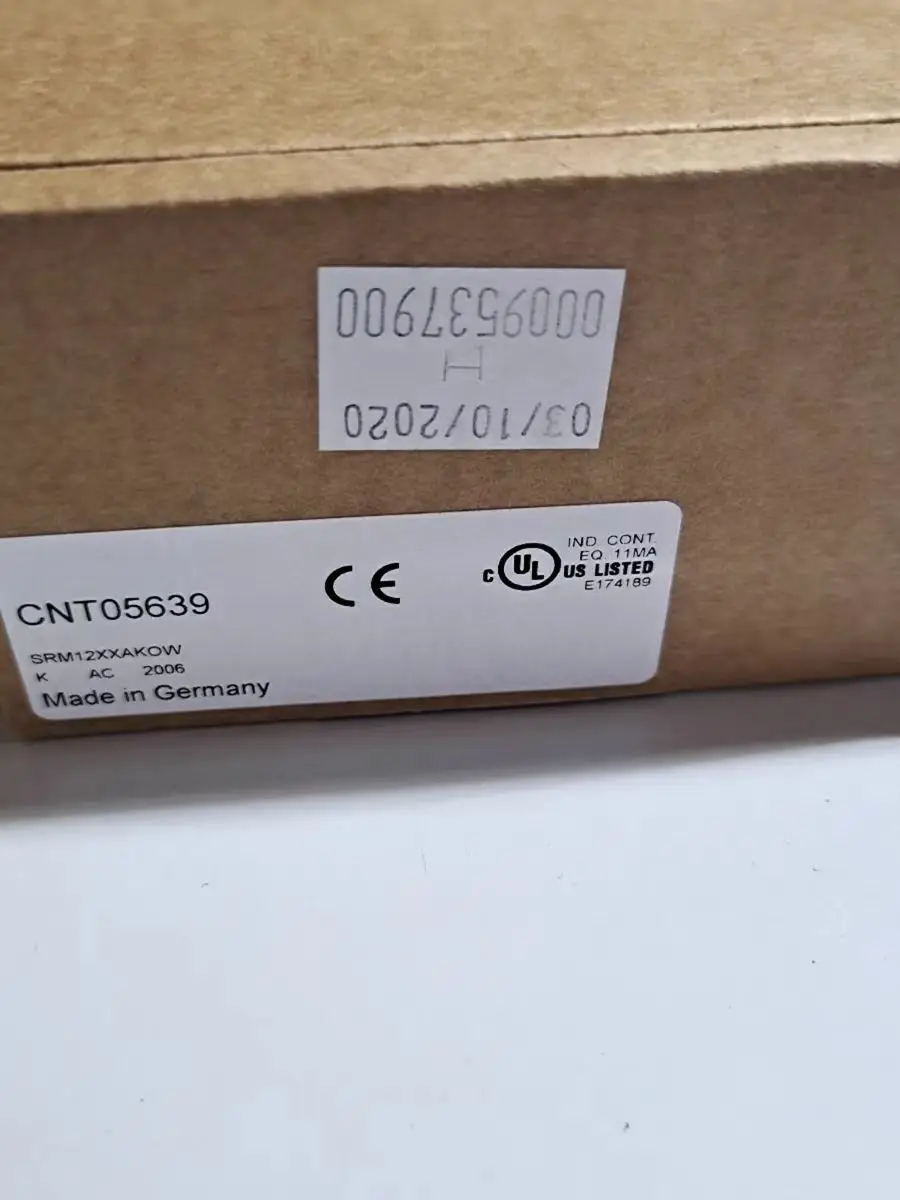 03/10/2020
H
0009537900
CNT05639
SRM12XXAKOW
K AC 2006
Made in Germany
CE
c UL US LISTED
IND. CONT.
EQ. 11MA
E174189